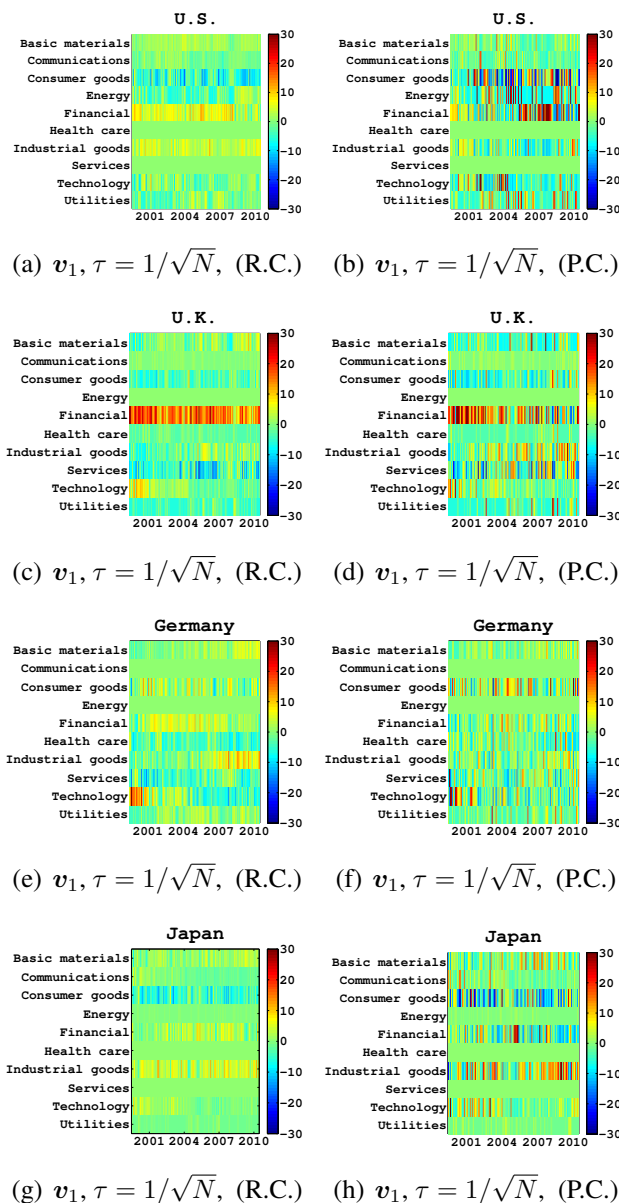 U.S.
Basic materials
Communications
Consumer goods
Energy
Financial
Health care
Industrial goods
Services
Technology
Utilities
2001 2004 2007 2010
30
20
10
0
−10
−20
−30
(a) v₁, τ = 1/√N, (R.C.)
U.S.
Basic materials
Communications
Consumer goods
Energy
Financial
Health care
Industrial goods
Services
Technology
Utilities
2001 2004 2007 2010
30
20
10
0
−10
−20
−30
(b) v₁, τ = 1/√N, (P.C.)
U.K.
Basic materials
Communications
Consumer goods
Energy
Financial
Health care
Industrial goods
Services
Technology
Utilities
2001 2004 2007 2010
30
20
10
0
−10
−20
−30
(c) v₁, τ = 1/√N, (R.C.)
U.K.
Basic materials
Communications
Consumer goods
Energy
Financial
Health care
Industrial goods
Services
Technology
Utilities
2001 2004 2007 2010
30
20
10
0
−10
−20
−30
(d) v₁, τ = 1/√N, (P.C.)
Germany
Basic materials
Communications
Consumer goods
Energy
Financial
Health care
Industrial goods
Services
Technology
Utilities
2001 2004 2007 2010
30
20
10
0
−10
−20
−30
(e) v₁, τ = 1/√N, (R.C.)
Germany
Basic materials
Communications
Consumer goods
Energy
Financial
Health care
Industrial goods
Services
Technology
Utilities
2001 2004 2007 2010
30
20
10
0
−10
−20
−30
(f) v₁, τ = 1/√N, (P.C.)
Japan
Basic materials
Communications
Consumer goods
Energy
Financial
Health care
Industrial goods
Services
Technology
Utilities
2001 2004 2007 2010
30
20
10
0
−10
−20
−30
(g) v₁, τ = 1/√N, (R.C.)
Japan
Basic materials
Communications
Consumer goods
Energy
Financial
Health care
Industrial goods
Services
Technology
Utilities
2001 2004 2007 2010
30
20
10
0
−10
−20
−30
(h) v₁, τ = 1/√N, (P.C.)